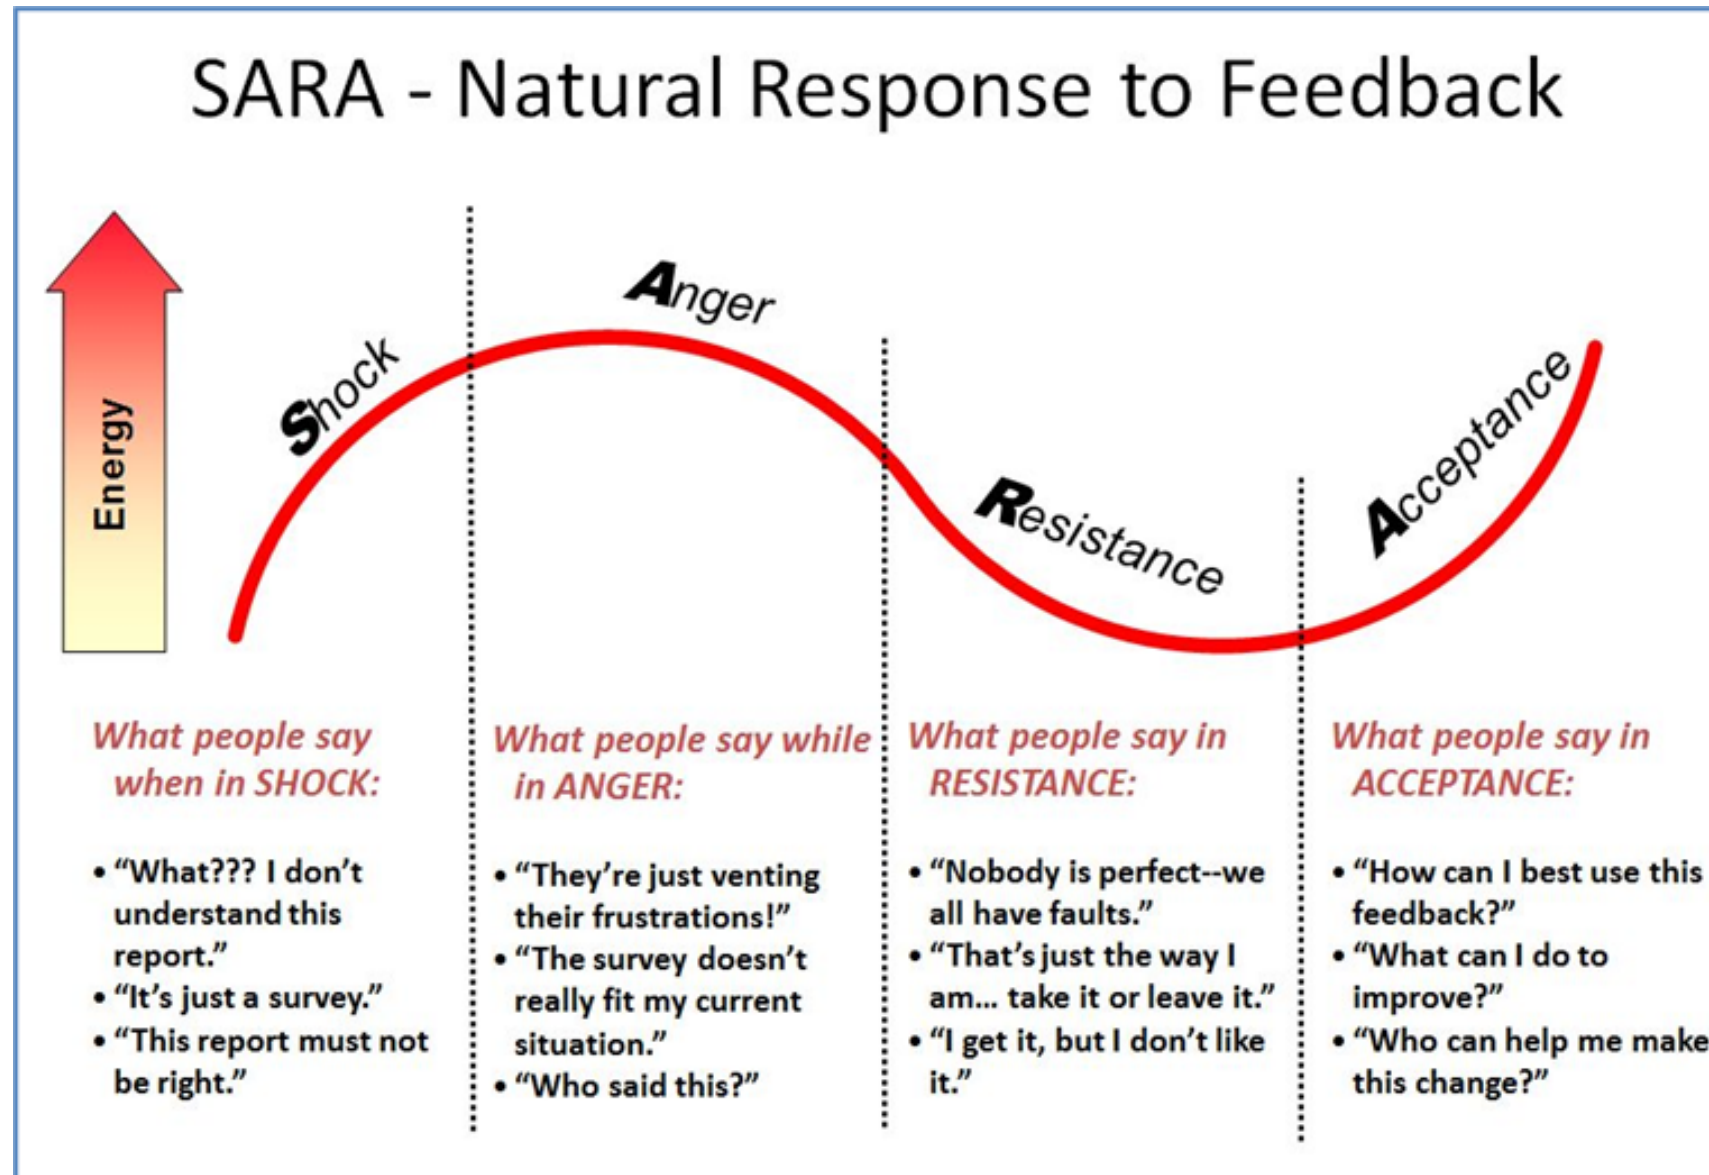 SARA - Natural Response to Feedback
Energy
Shock
Anger
Resistance
Acceptance
What people say
when in SHOCK:
• “What??? I don’t
understand this
report.”
• “It’s just a survey.”
• “This report must not
be right.”
What people say while
in ANGER:
• “They’re just venting
their frustrations!”
• “The survey doesn’t
really fit my current
situation.”
• “Who said this?”
What people say in
RESISTANCE:
• “Nobody is perfect--we
all have faults.”
• “That’s just the way I
am... take it or leave it.”
• “I get it, but I don’t like
it.”
What people say in
ACCEPTANCE:
• “How can I best use this
feedback?”
• “What can I do to
improve?”
• “Who can help me make
this change?”